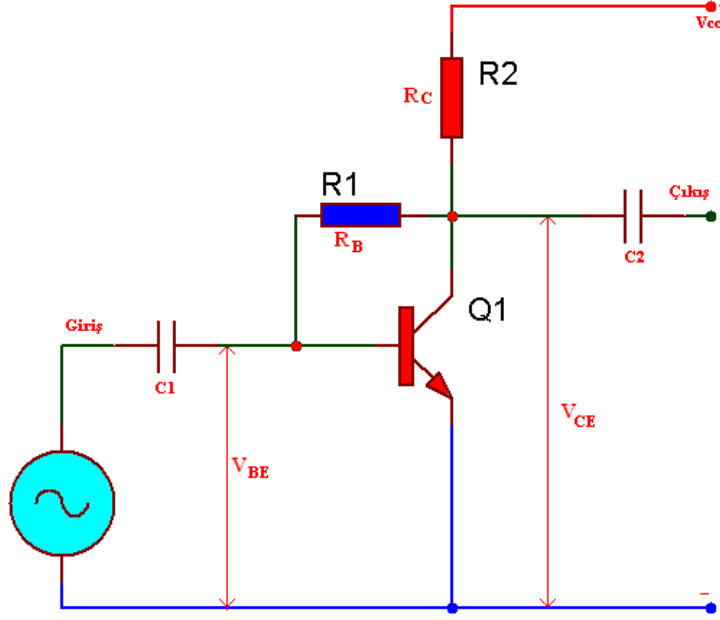 Vcc
R2
RC
R1
RB
Çıkış
C2
Q1
Giriş
C1
VCE
VBE
–